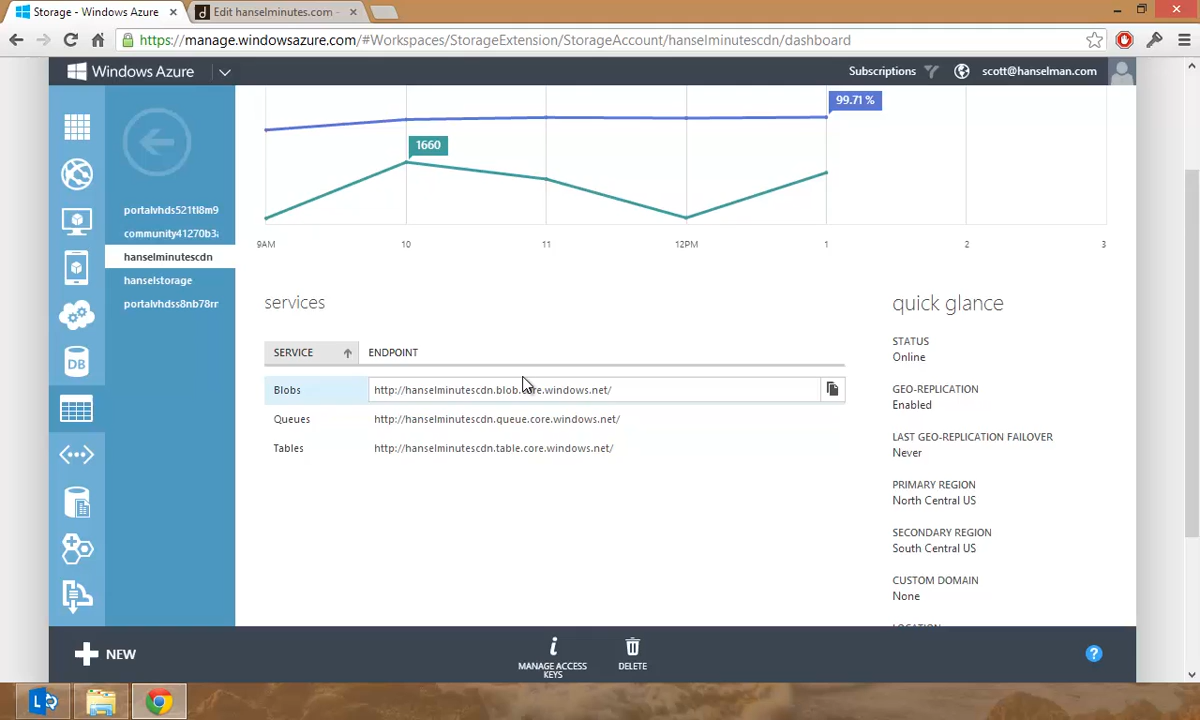 Storage - Windows Azure
Edit hanselminutes.com -
https://manage.windowsazure.com/#Workspaces/StorageExtension/StorageAccount/hanselminutescdn/dashboard
Windows Azure
Subscriptions
scott@hanselman.com
portalvhds521tl8m9
community41270b3a
hanselminutescdn
hanselstorage
portalvhdss8nb78rr
99.71 %
1660
9AM 10 11 12PM 1 2 3
services
SERVICE ENDPOINT
Blobs http://hanselminutescdn.blob.core.windows.net/
Queues http://hanselminutescdn.queue.core.windows.net/
Tables http://hanselminutescdn.table.core.windows.net/
quick glance
STATUS
Online
GEO-REPLICATION
Enabled
LAST GEO-REPLICATION FAILOVER
Never
PRIMARY REGION
North Central US
SECONDARY REGION
South Central US
CUSTOM DOMAIN
None
DB
NEW
MANAGE ACCESS
KEYS
DELETE
?